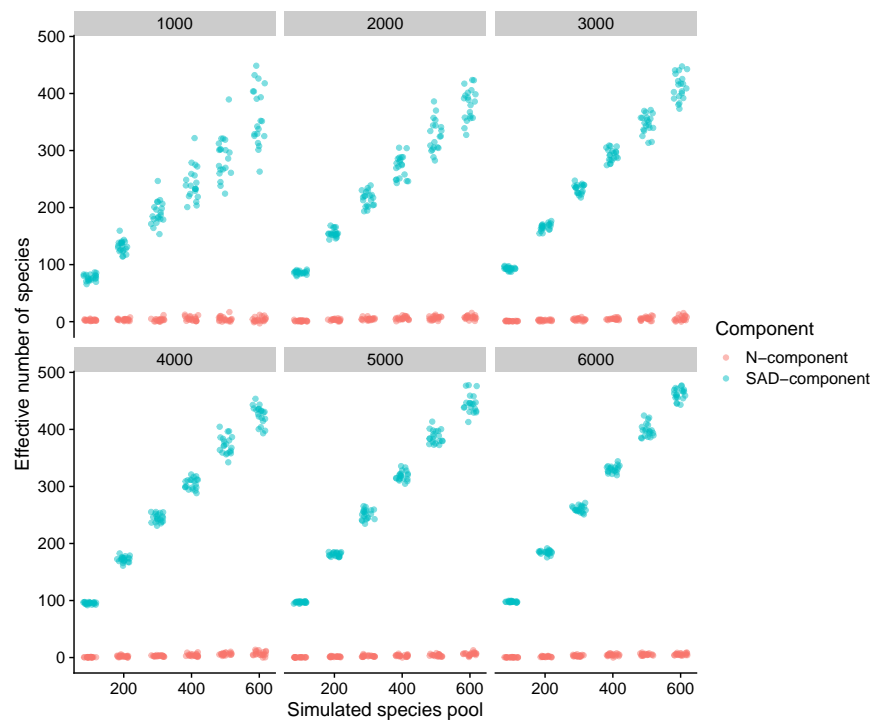 1000 2000 3000
500
400
300
200
100
0
4000 5000 6000
500
400
300
200
100
0
200 400 600 200 400 600 200 400 600
Simulated species pool
Effective number of species
Component
N−component
SAD−component